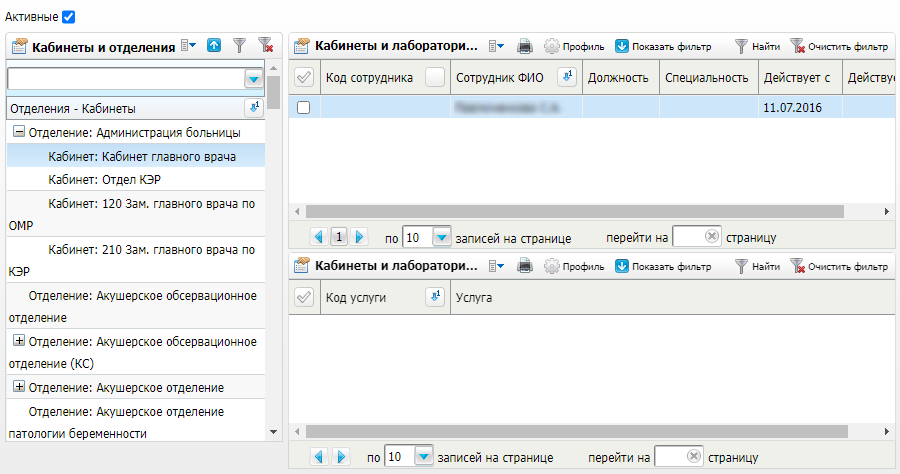 Активные
Кабинеты и отделения
Отделения - Кабинеты
Отделение: Администрация больницы
Кабинет: Кабинет главного врача
Кабинет: Отдел КЭР
Кабинет: 120 Зам. главного врача по
ОМР
Кабинет: 210 Зам. главного врача по
КЭР
Отделение: Акушерское обсервационное
отделение
Отделение: Акушерское обсервационное
отделение (КС)
Отделение: Акушерское отделение
Отделение: Акушерское отделение
патологии беременности
Кабинеты и лаборатори... Профиль Показать фильтр Найти Очистить фильтр
Код сотрудника Сотрудник ФИО Должность Специальность Действует с Действуе
11.07.2016
1 по 10 записей на странице перейти на страницу
Кабинеты и лаборатори... Профиль Показать фильтр Найти Очистить фильтр
Код услуги Услуга
по 10 записей на странице перейти на страницу